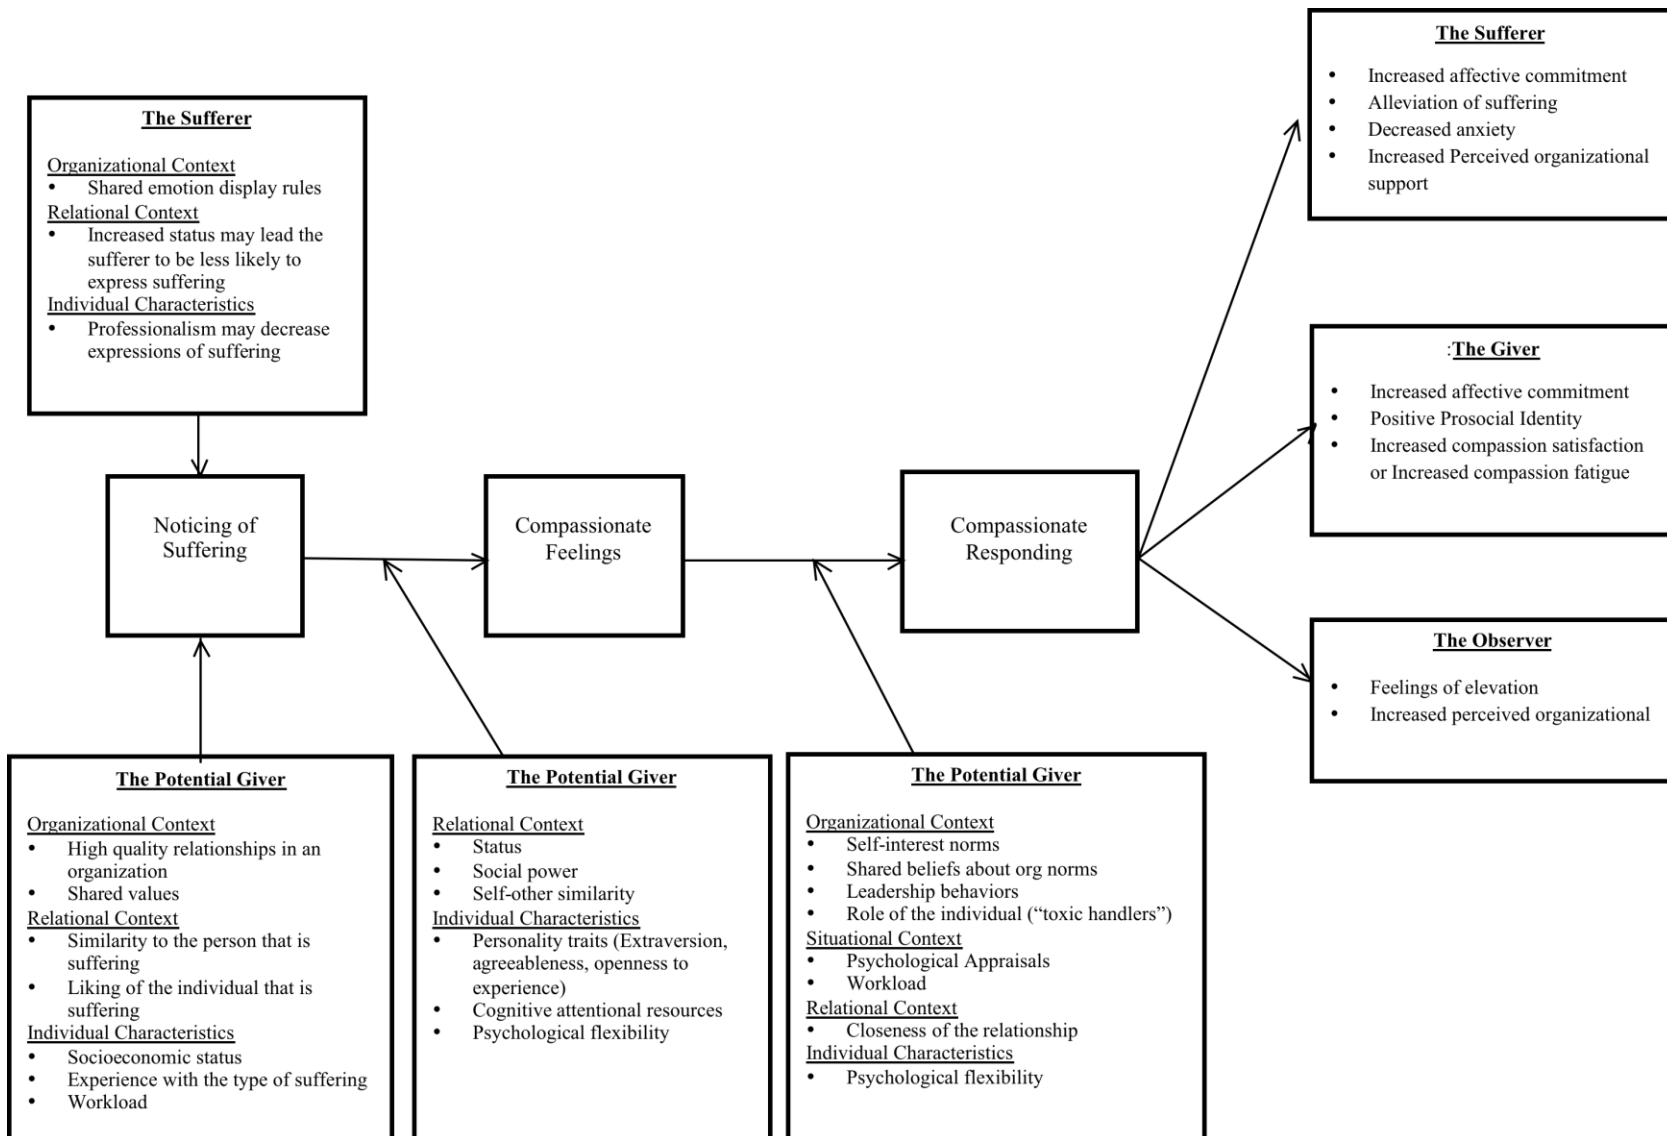 The Sufferer
Organizational Context
• Shared emotion display rules
Relational Context
• Increased status may lead the
sufferer to be less likely to
express suffering
Individual Characteristics
• Professionalism may decrease
expressions of suffering
Noticing of
Suffering
Compassionate
Feelings
Compassionate
Responding
The Sufferer
• Increased affective commitment
• Alleviation of suffering
• Decreased anxiety
• Increased Perceived organizational
support
:The Giver
• Increased affective commitment
• Positive Prosocial Identity
• Increased compassion satisfaction
or Increased compassion fatigue
The Observer
• Feelings of elevation
• Increased perceived organizational
The Potential Giver
Organizational Context
• High quality relationships in an
organization
• Shared values
Relational Context
• Similarity to the person that is
suffering
• Liking of the individual that is
suffering
Individual Characteristics
• Socioeconomic status
• Experience with the type of suffering
• Workload
The Potential Giver
Relational Context
• Status
• Social power
• Self-other similarity
Individual Characteristics
• Personality traits (Extraversion,
agreeableness, openness to
experience)
• Cognitive attentional resources
• Psychological flexibility
The Potential Giver
Organizational Context
• Self-interest norms
• Shared beliefs about org norms
• Leadership behaviors
• Role of the individual (“toxic handlers”)
Situational Context
• Psychological Appraisals
• Workload
Relational Context
• Closeness of the relationship
Individual Characteristics
• Psychological flexibility